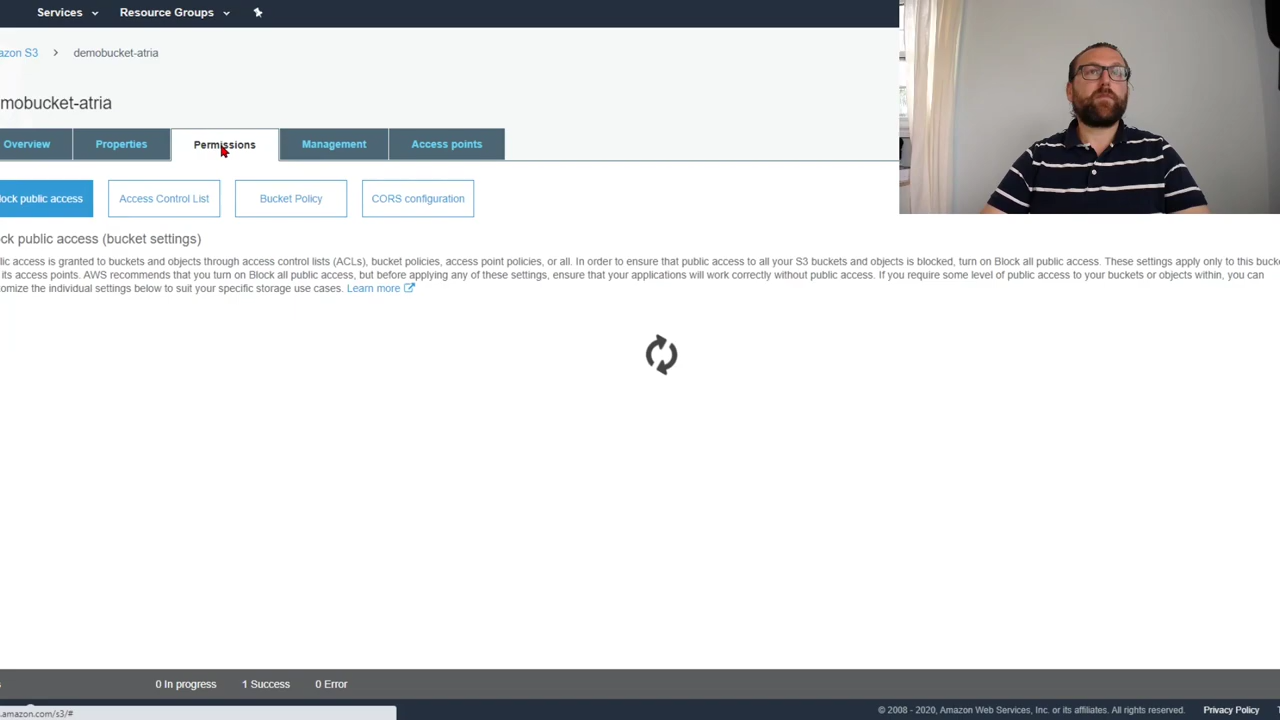 Services Resource Groups
azon S3 demobucket-atria
mobucket-atria
Overview Properties Permissions Management Access points
lock public access Access Control List Bucket Policy CORS configuration
ck public access (bucket settings)
lic access is granted to buckets and objects through access control lists (ACLs), bucket policies, access point policies, or all. In order to ensure that public access to all your S3 buckets and objects is blocked, turn on Block all public access. These settings apply only to this bucke
its access points. AWS recommends that you turn on Block all public access, but before applying any of these settings, ensure that your applications will work correctly without public access. If you require some level of public access to your buckets or objects within, you can
omize the individual settings below to suit your specific storage use cases. Learn more
0 In progress 1 Success 0 Error
.amazon.com/s3/#
© 2008 - 2020, Amazon Web Services, Inc. or its affiliates. All rights reserved. Privacy Policy